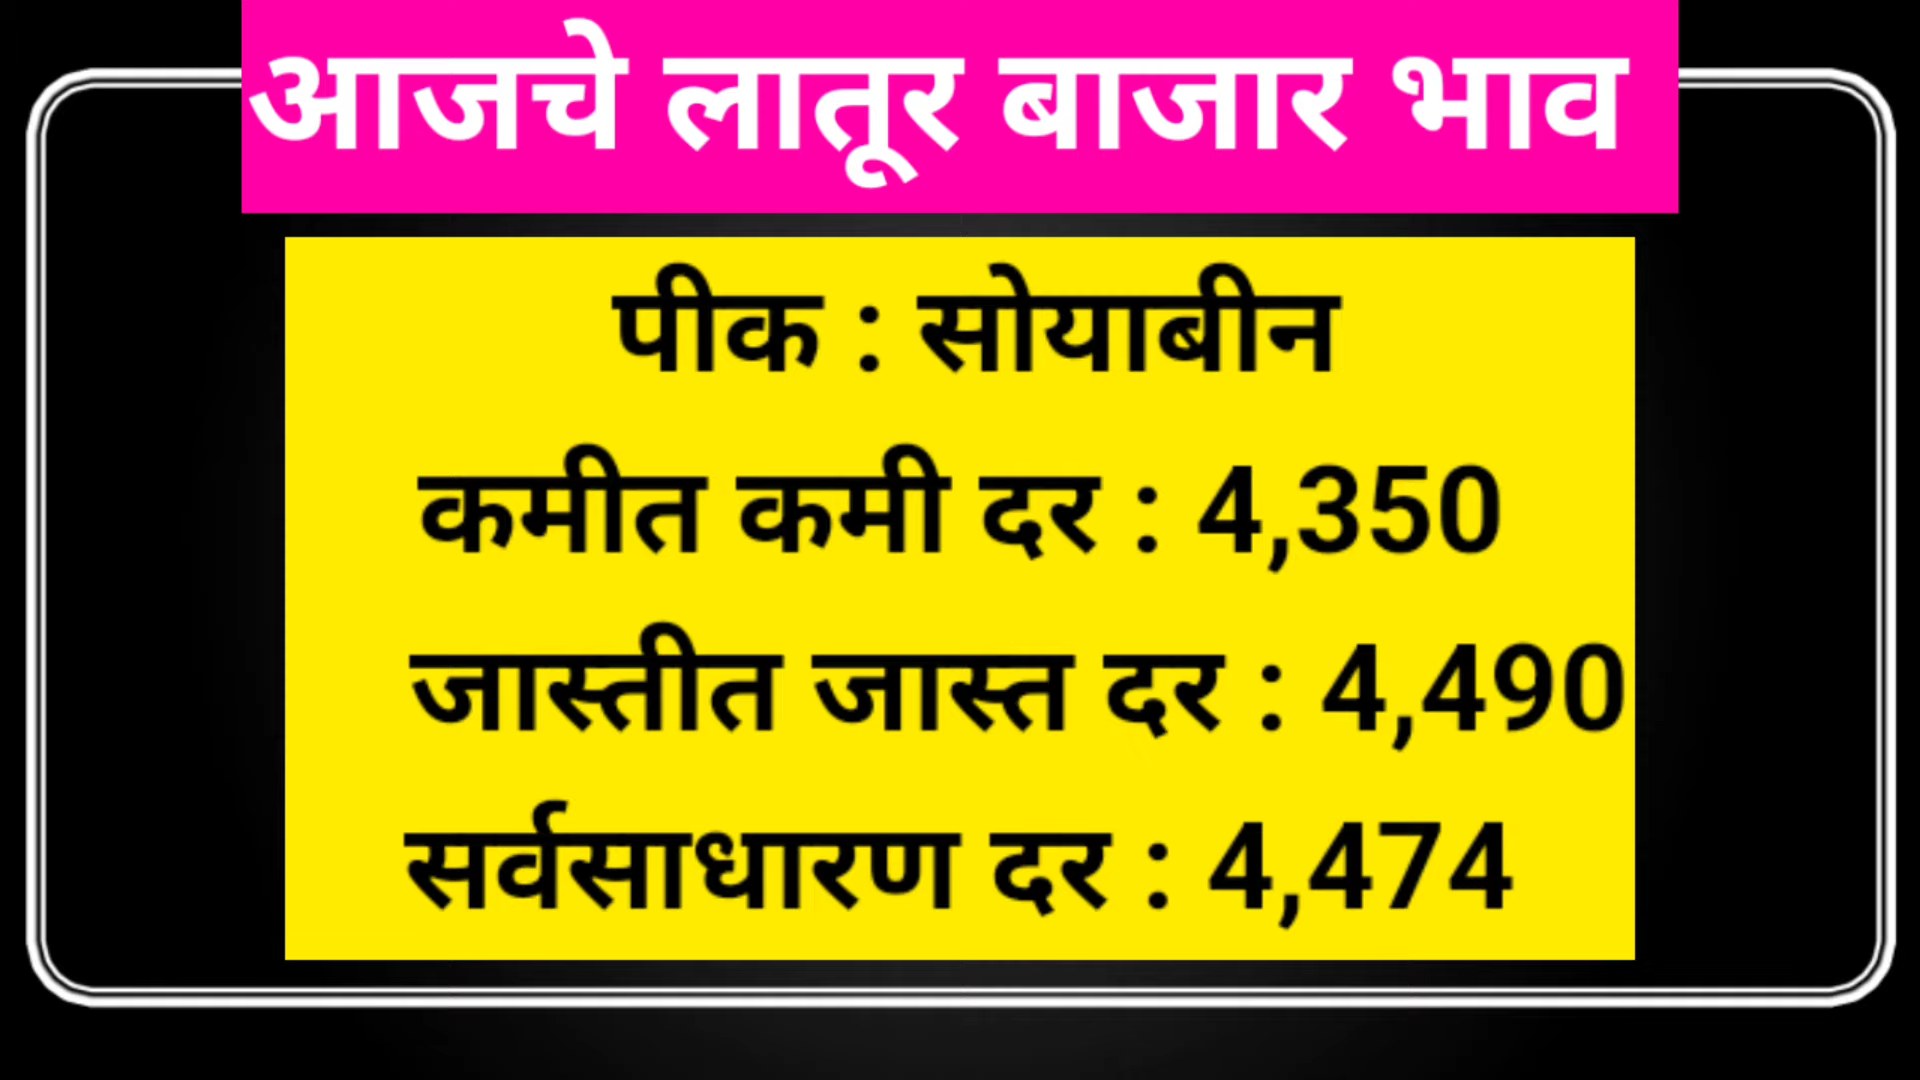 आजचे लातूर बाजार भाव
पीक : सोयाबीन
कमीत कमी दर : 4,350
जास्तीत जास्त दर : 4,490
सर्वसाधारण दर : 4,474